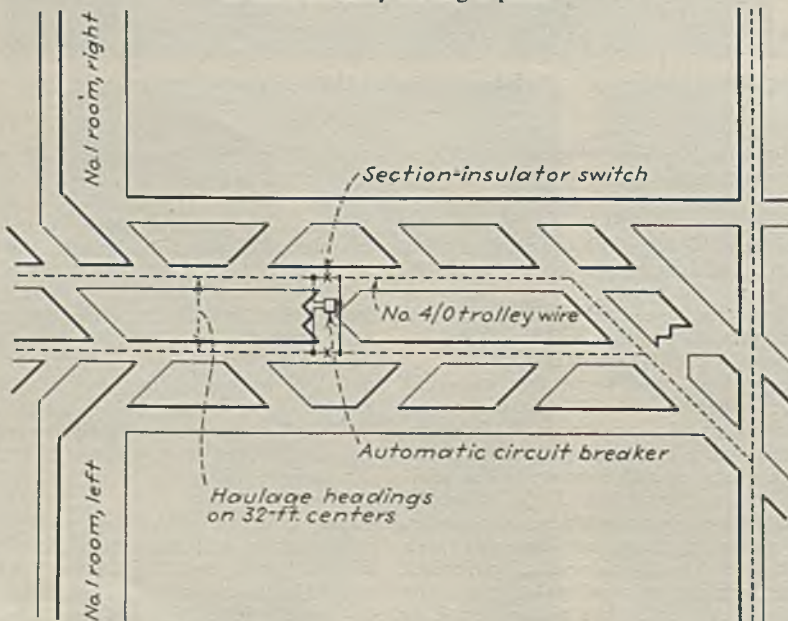 No.1 room, right
Section-insulator switch
No. 4/0 trolley wire
Automatic circuit breaker
Haulage headings
on 32-ft. centers
No.1 room, left